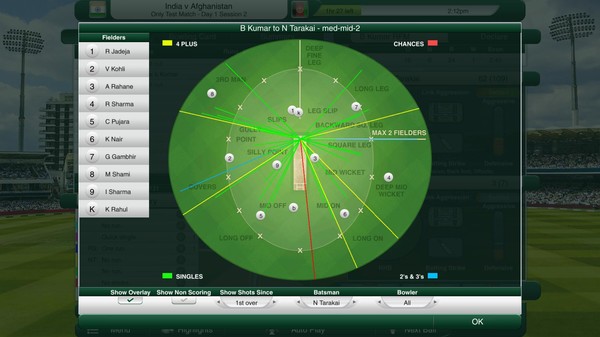 India v Afghanistan
Only Test Match - Day 1 Session 2
2:12pm
B Kumar to N Tarakai - med-mid-2
Fielders
4 PLUS
CHANCES
DEEP
FINE
LEG
1 R Jadeja
2 V Kohli
3 A Rahane
4 R Sharma
5 C Pujara
6 K Nair
7 G Gambhir
8 M Shami
9 I Sharma
K K Rahul
3RD MAN
LONG LEG
LEG SLIP
SLIPS
BACKWARD SQ LEG
MAX 2 FIELDERS
POINT
SQUARE LEG
SILLY POINT
MID WICKET
COVERS
DEEP MID
WICKET
MID OFF
MID ON
LONG OFF
LONG ON
SINGLES
2's & 3's
Show Overlay
Show Non Scoring
Show Shots Since
Batsman
Bowler
1st over
N Tarakai
All
OK
Menu
Highlights
Auto Play
Next Ball